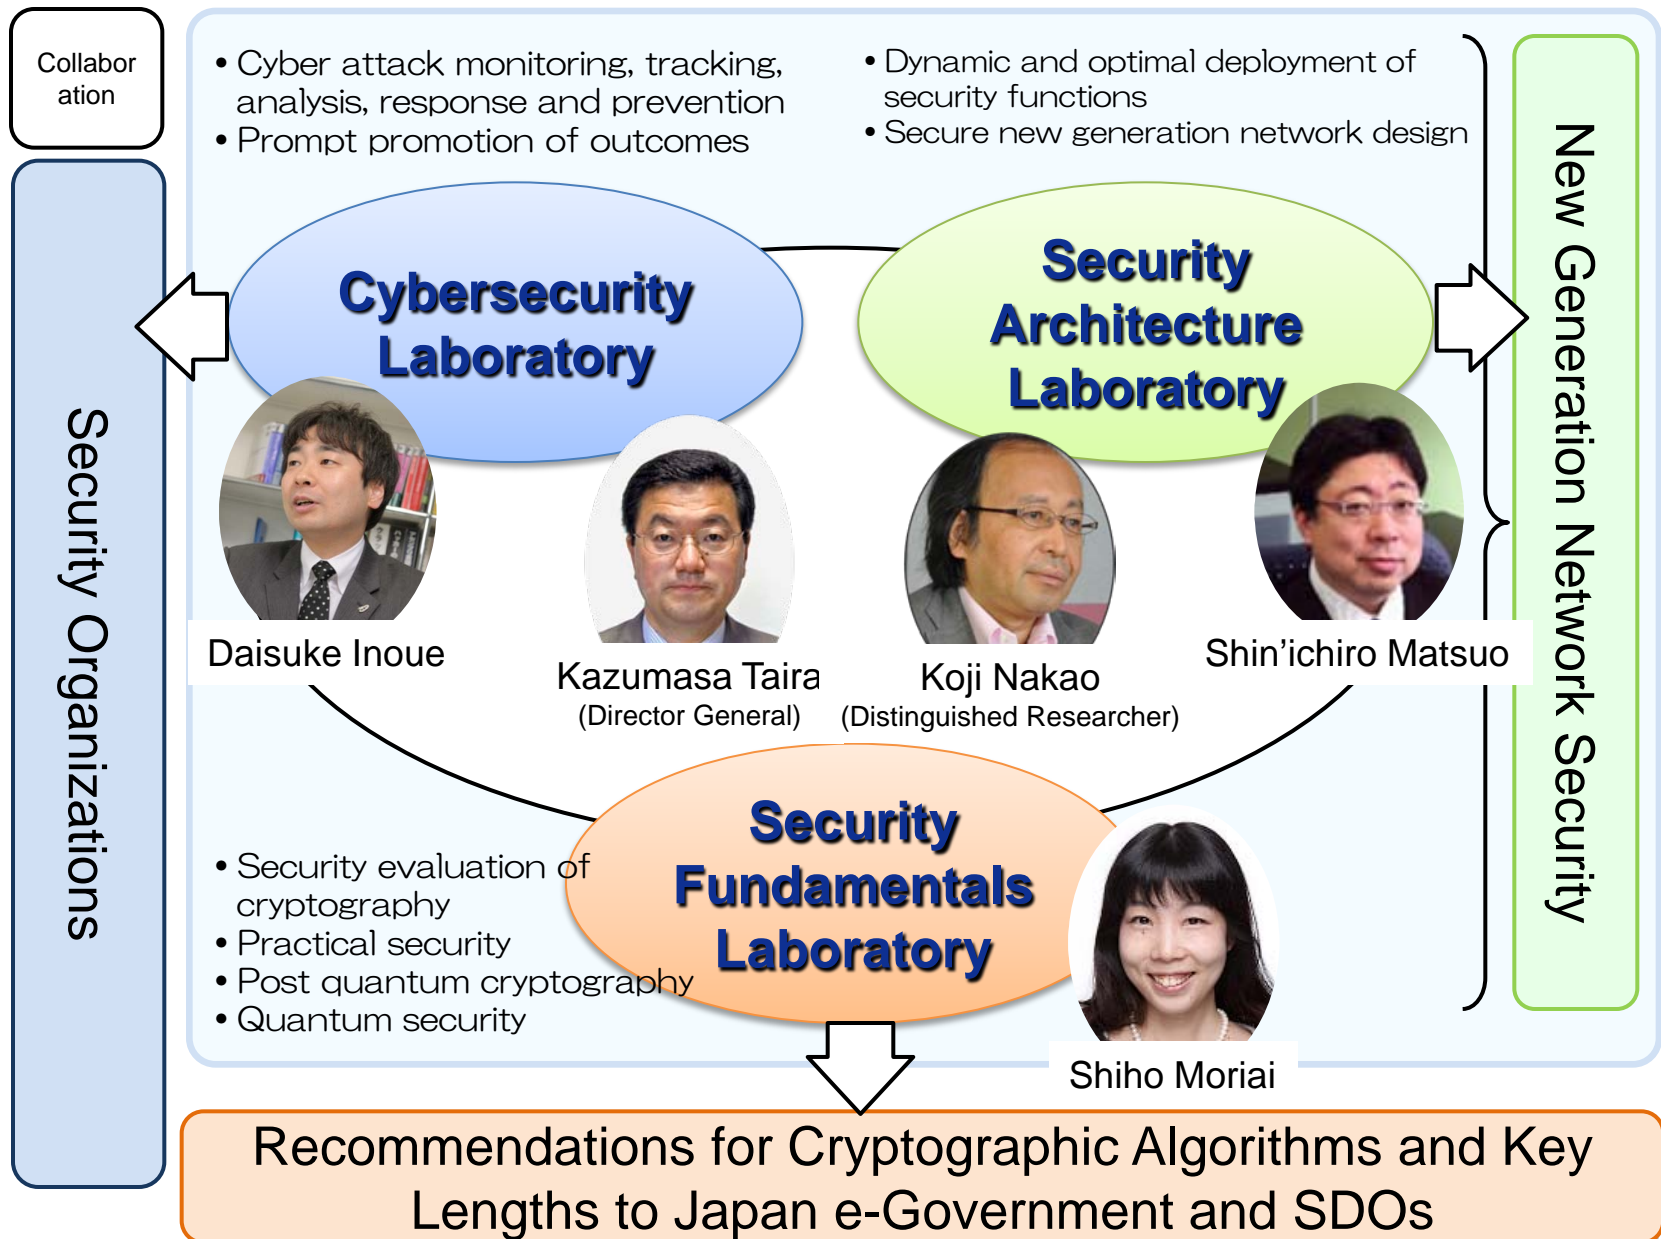 Collabor
ation
• Cyber attack monitoring, tracking,
analysis, response and prevention
• Prompt promotion of outcomes
• Dynamic and optimal deployment of
security functions
• Secure new generation network design
Security Organizations
Cybersecurity
Laboratory
Security
Architecture
Laboratory
New Generation Network Security
Daisuke Inoue
Kazumasa Taira
(Director General)
Koji Nakao
(Distinguished Researcher)
Shin’ichiro Matsuo
Security
Fundamentals
Laboratory
• Security evaluation of
cryptography
• Practical security
• Post quantum cryptography
• Quantum security
Shiho Moriai
Recommendations for Cryptographic Algorithms and Key
Lengths to Japan e-Government and SDOs